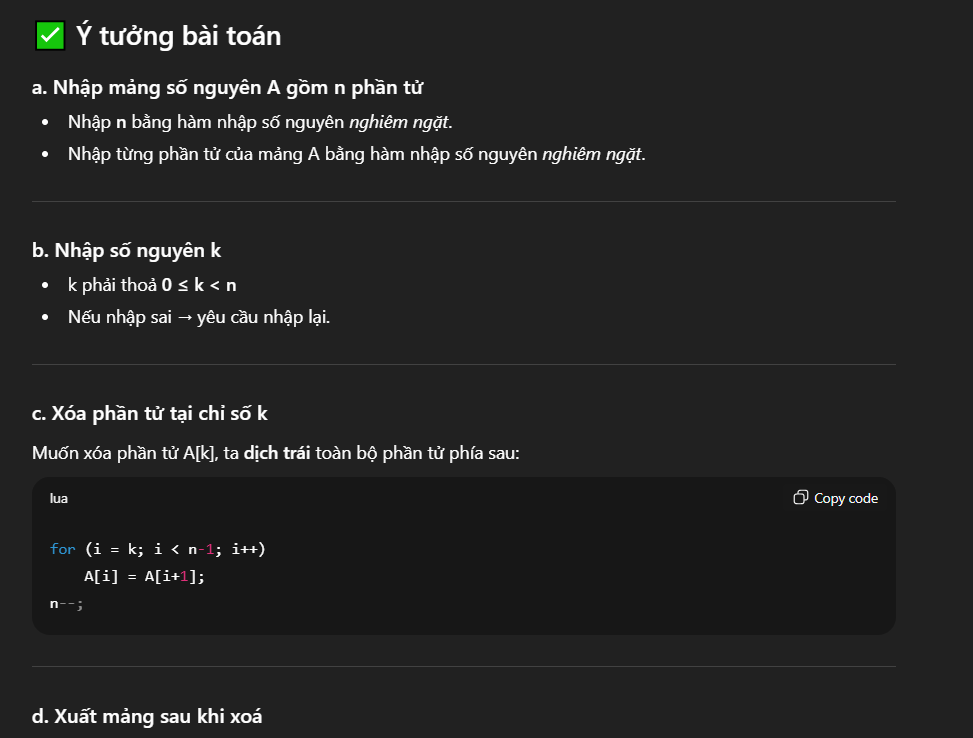 ✅ Ý tưởng bài toán
a. Nhập mảng số nguyên A gồm n phần tử
• Nhập n bằng hàm nhập số nguyên nghiêm ngặt.
• Nhập từng phần tử của mảng A bằng hàm nhập số nguyên nghiêm ngặt.
b. Nhập số nguyên k
• k phải thoả 0 ≤ k < n
• Nếu nhập sai → yêu cầu nhập lại.
c. Xóa phần tử tại chỉ số k
Muốn xóa phần tử A[k], ta dịch trái toàn bộ phần tử phía sau:
lua Copy code
for (i = k; i < n-1; i++)
    A[i] = A[i+1];
n--;
d. Xuất mảng sau khi xoá